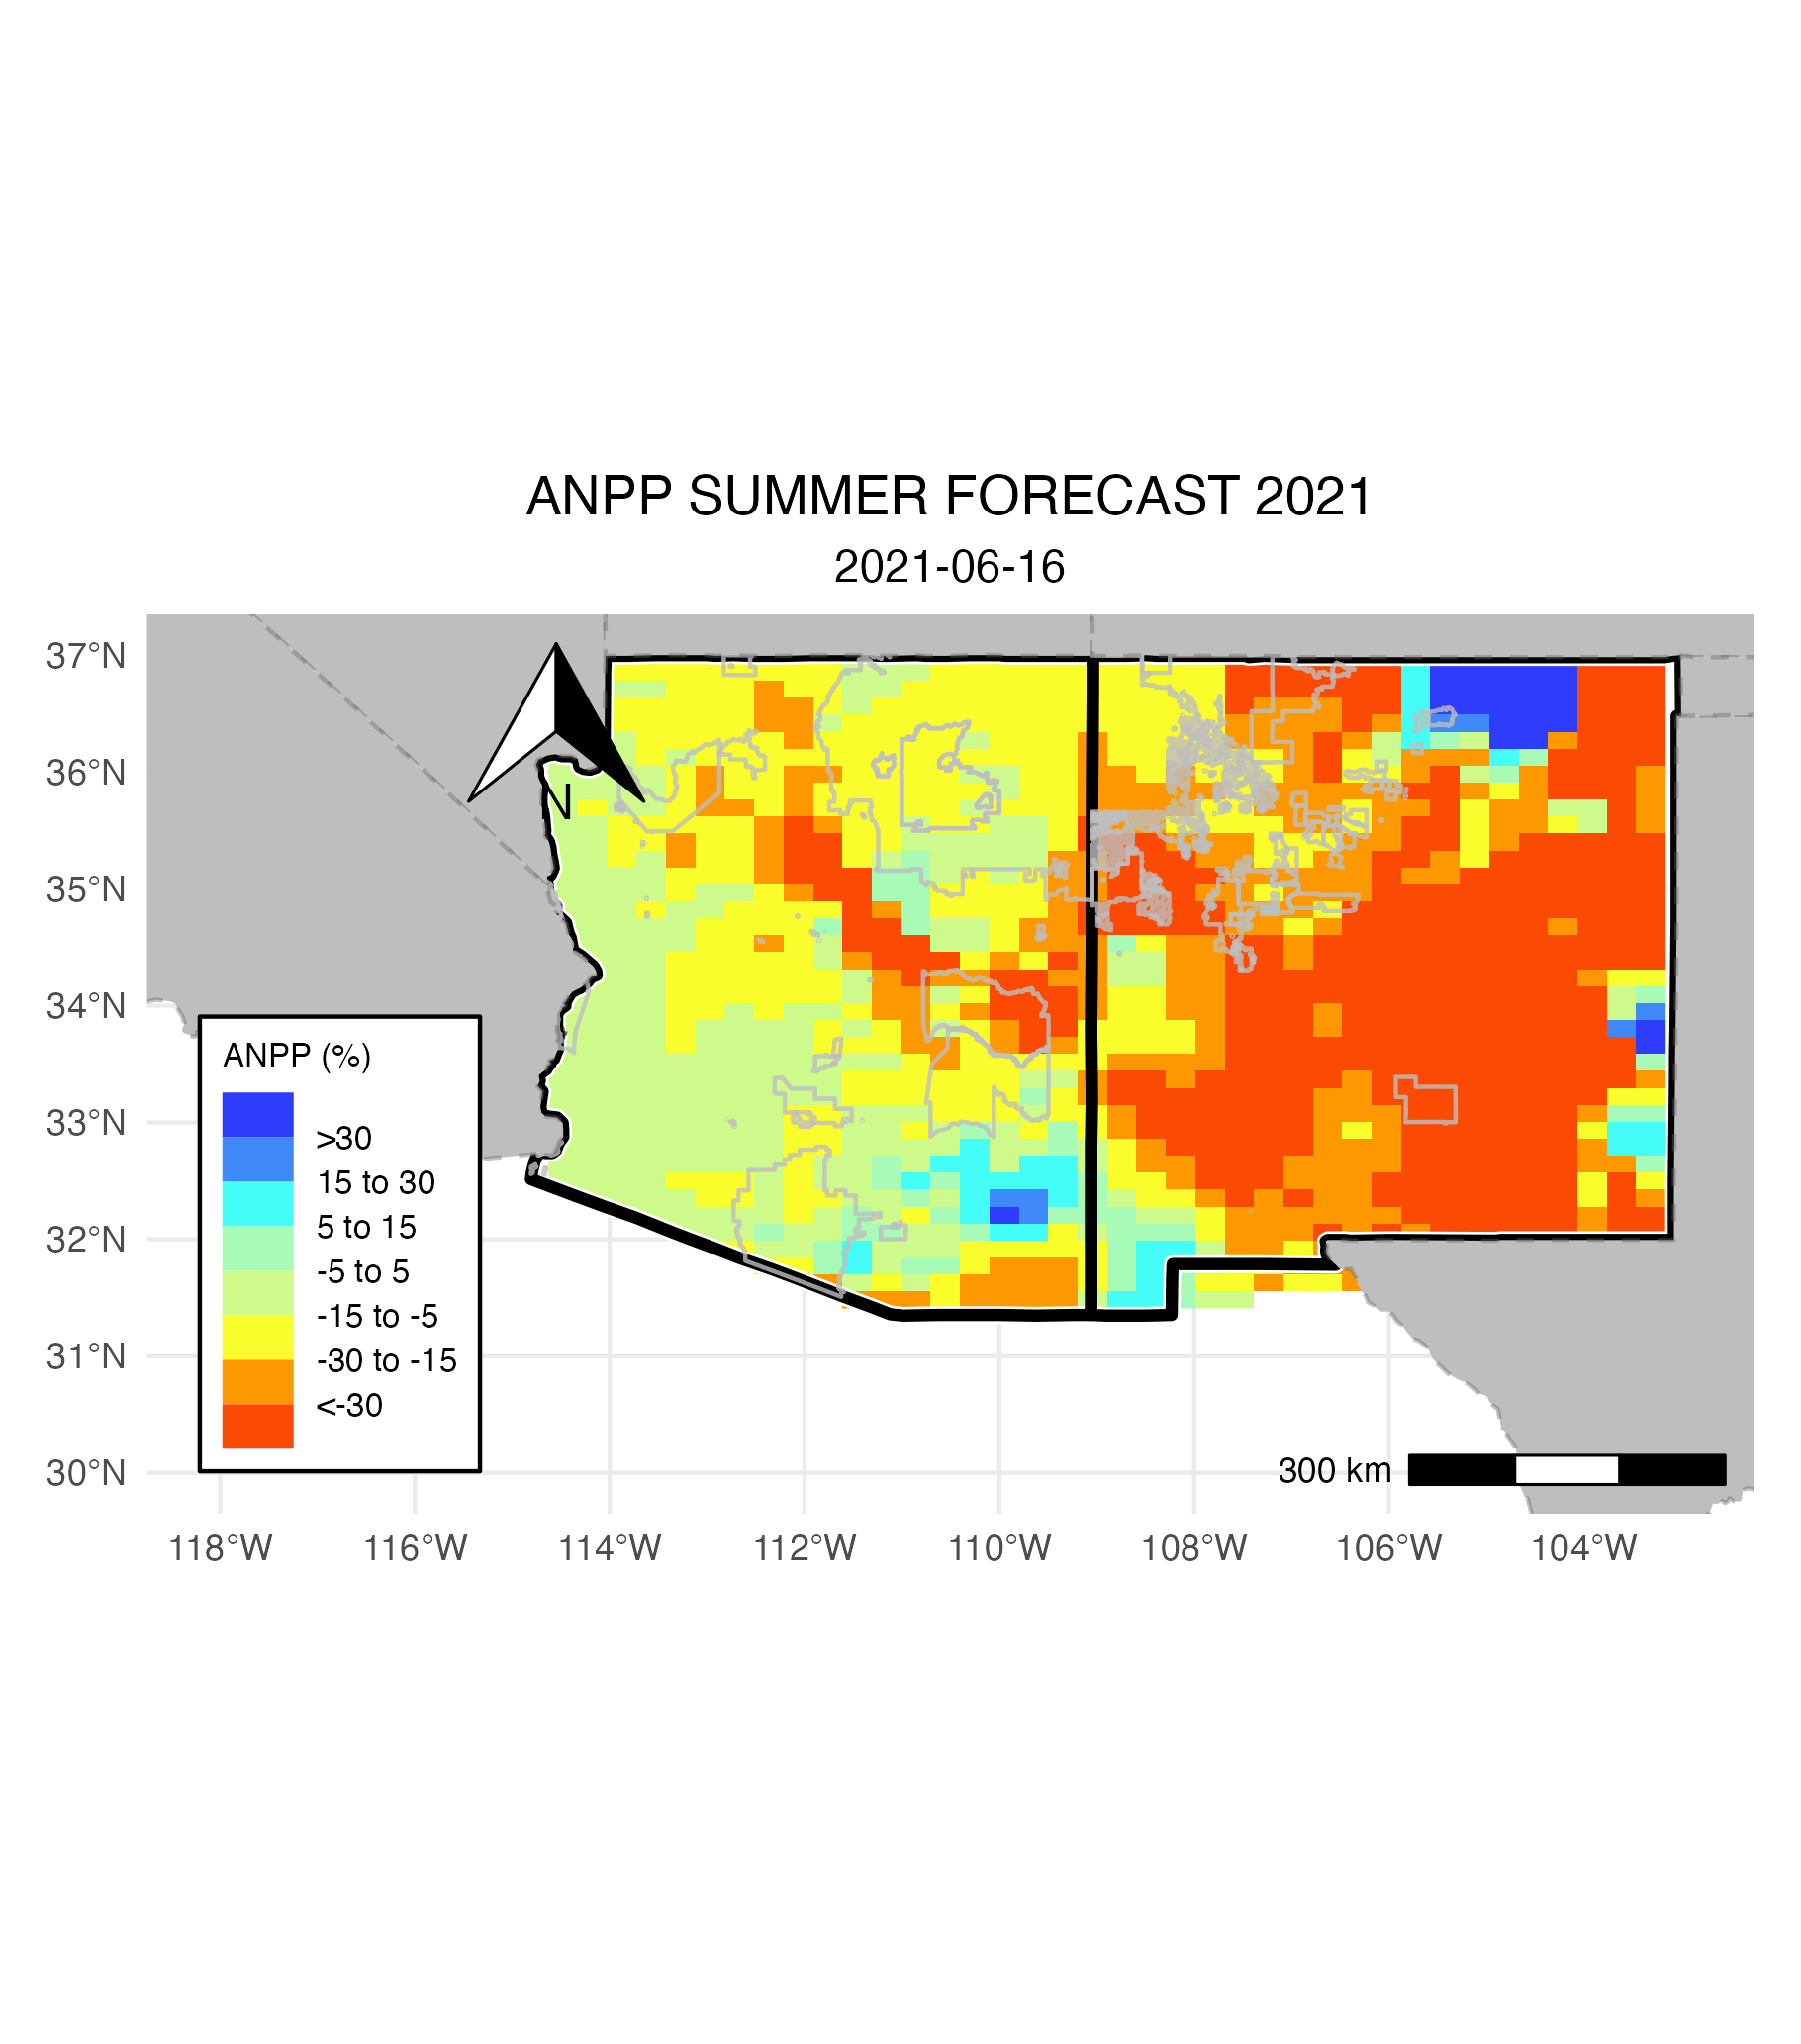 ANPP SUMMER FORECAST 2021
2021-06-16
37°N
36°N
35°N
34°N
33°N
32°N
31°N
30°N
N
ANPP (%)
>30
15 to 30
5 to 15
-5 to 5
-15 to -5
-30 to -15
<-30
300 km
118°W 116°W 114°W 112°W 110°W 108°W 106°W 104°W